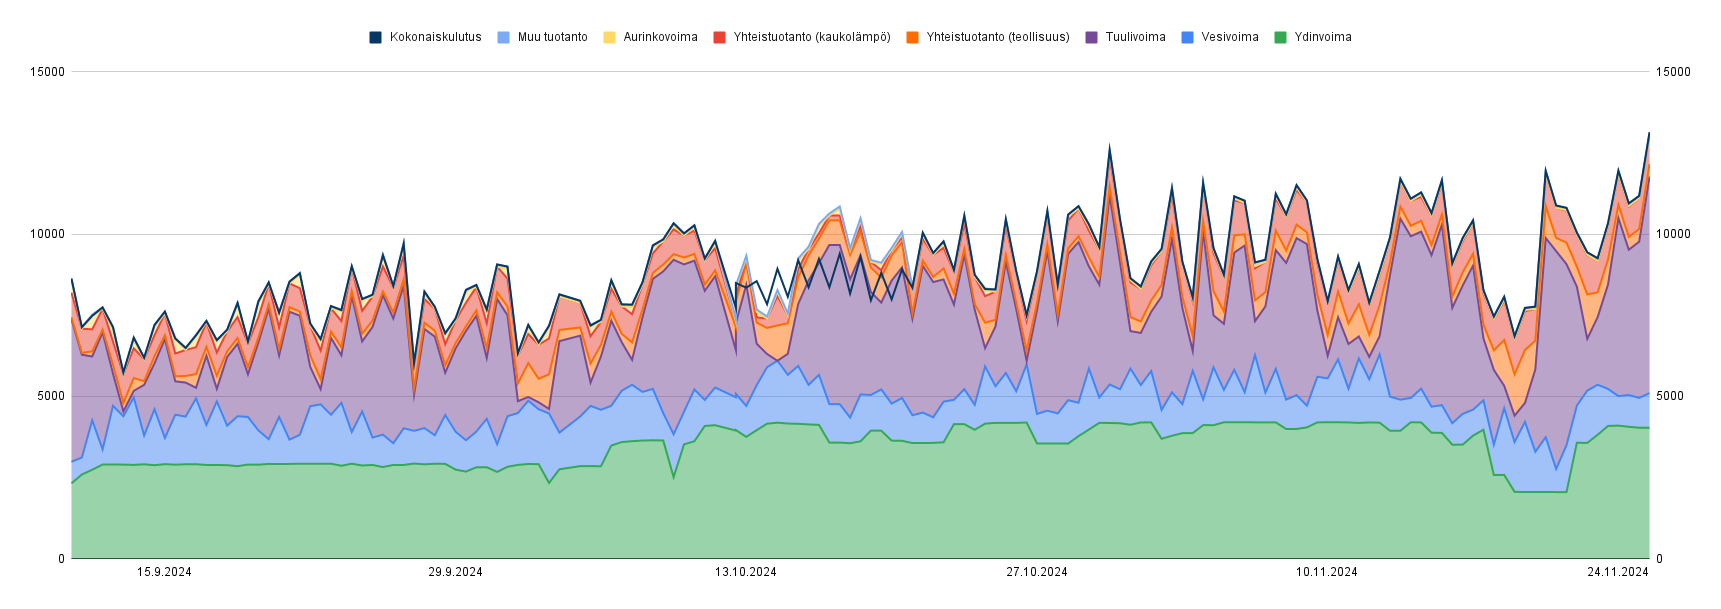 Kokonaiskulutus Muu tuotanto Aurinkovoima Yhteistuotanto (kaukolämpö) Yhteistuotanto (teollisuus) Tuulivoima Vesivoima Ydinvoima
15000 15000
10000 10000
5000 5000
0 0
15.9.2024 29.9.2024 13.10.2024 27.10.2024 10.11.2024 24.11.2024